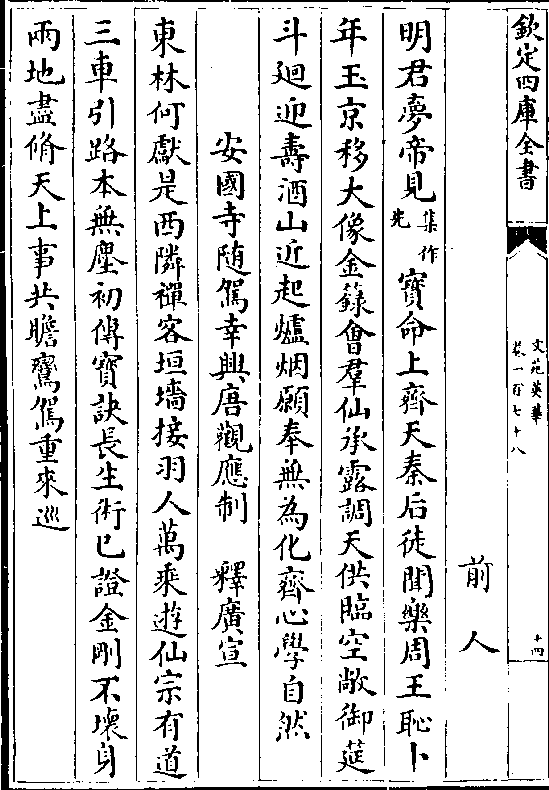 欽定四庫全書
文苑英華
卷一百七十八
十四
前人
明君夢帝見集作先寳命上齊天秦后徒聞樂周王恥卜
年玉京移大像金籙㑹羣仙承露調天供臨空敞御筵
斗廻迎壽酒山近起爐烟願奉無為化齊心學自然
安國寺随駕幸興唐觀應制 釋廣宣
東林何獻是西隣禪客垣墻接羽人萬乘遊仙宗有道
三車引路本無塵初傳寳訣長生術已證金剛不壞身
兩地盡脩天上事共瞻鸞駕重來巡